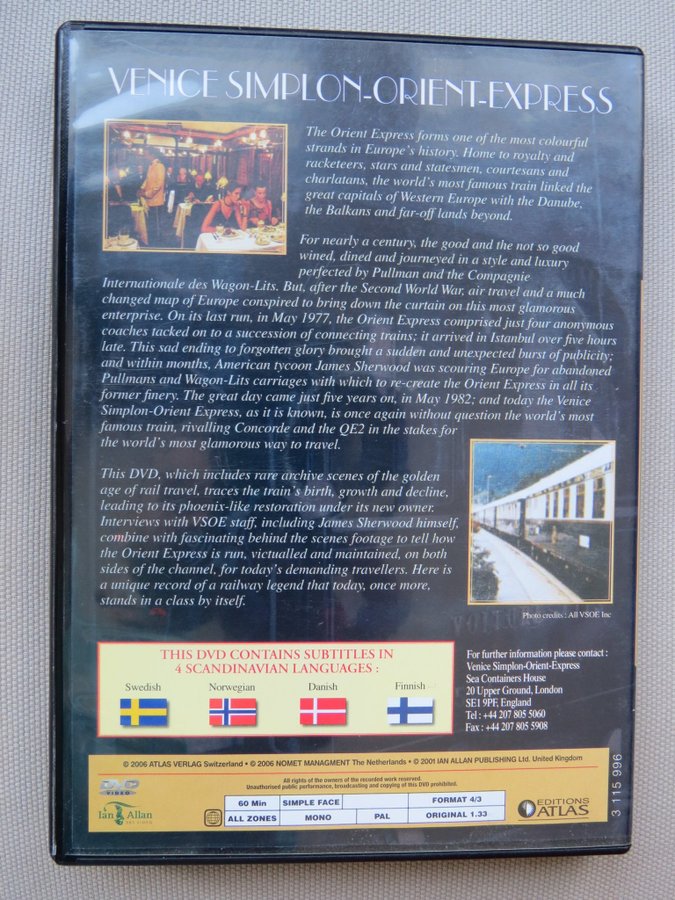 VENICE SIMPLON-ORIENT-EXPRESS
The Orient Express forms one of the most colourful
strands in Europe's history. Home to royalty and
racketeers, stars and statesmen, courtesans and
charlatans, the world's most famous train linked the
great capitals of Western Europe with the Danube,
the Balkans and far-off lands beyond.
For nearly a century, the good and the not so good
wined, dined and journeyed in a style and luxury
perfected by Pullman and the Compagnie
Internationale des Wagon-Lits. But, after the Second World War, air travel and a much
changed map of Europe conspired to bring down the curtain on this most glamorous
enterprise. On its last run, in May 1977, the Orient Express comprised just four anonymous
coaches tacked on to a succession of connecting trains; it arrived in Istanbul over five hours
late. This sad ending to forgotten glory brought a sudden and unexpected burst of publicity;
and within months, American tycoon James Sherwood was scouring Europe for abandoned
Pullmans and Wagon-Lits carriages with which to re-create the Orient Express in all its
former finery. The great day came just five years on, in May 1982; and today the Venice
Simplon-Orient Express, as it is known, is once again without question the world's most
famous train, rivalling Concorde and the QE2 in the stakes for
the world's most glamorous way to travel.
This DVD, which includes rare archive scenes of the golden
age of rail travel, traces the train's birth, growth and decline,
leading to its phoenix-like restoration under its new owner.
Interviews with VSOE staff, including James Sherwood himself,
combine with fascinating behind the scenes footage to tell how
the Orient Express is run, victualled and maintained, on both
sides of the channel, for today's demanding travellers. Here is
a unique record of a railway legend that today, once more,
stands in a class by itself.
Photo credits : All VSOE Inc
THIS DVD CONTAINS SUBTITLES IN
4 SCANDINAVIAN LANGUAGES :
Swedish Norwegian Danish Finnish
For further information please contact :
Venice Simplon-Orient-Express
Sea Containers House
20 Upper Ground, London
SE1 9PF, England
Tel : +44 207 805 5060
Fax : +44 207 805 5908
© 2006 ATLAS VERLAG Switzerland • © 2006 NOMET MANAGMENT The Netherlands • © 2001 IAN ALLAN PUBLISHING Ltd. United Kingdom
All rights of the owners of the recorded work reserved.
Unauthorised public performance, broadcasting and copying of this DVD prohibited.
DVD
VIDEO
Ian Allan
60 Min SIMPLE FACE FORMAT 4/3
ALL ZONES MONO PAL ORIGINAL 1.33
EDITIONS
ATLAS
3 115 996